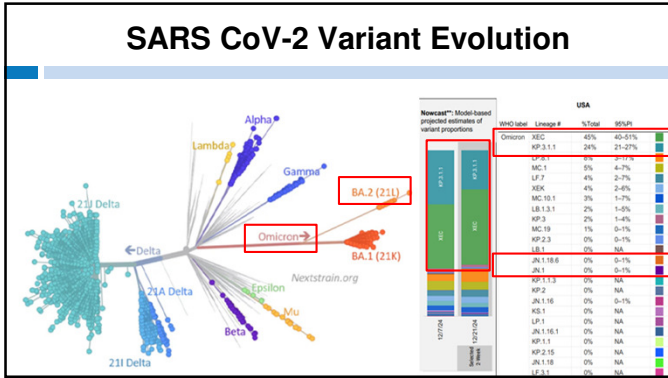 SARS CoV-2 Variant Evolution
Alpha
Lambda
Gamma
BA.2 (21L)
21J Delta
Omicron
←Delta
BA.1 (21K)
Nextstrain.org
21A Delta
Epsilon
Mu
Beta
21I Delta
Nowcast**: Model-based
projected estimates of
variant proportions
KP.3.1.1
KP.3.1.1
XEC
XEC
12/7/24
12/21/24
Selected
2-Week
USA
WHO label Lineage # %Total 95%PI
Omicron XEC 45% 40–51%
KP.3.1.1 24% 21–27%
LP.8.1 8% 3–17%
MC.1 5% 4–7%
LF.7 4% 2–7%
XEK 4% 2–6%
MC.10.1 3% 1–7%
LB.1.3.1 2% 1–5%
KP.3 2% 1–4%
MC.19 1% 0–1%
KP.2.3 0% 0–1%
LB.1 0% NA
JN.1.18.6 0% 0–1%
JN.1 0% 0–1%
KP.1.1.3 0% NA
KP.2 0% NA
JN.1.16 0% 0–1%
KS.1 0% NA
LP.1 0% NA
JN.1.16.1 0% NA
KP.1.1 0% NA
KP.2.15 0% NA
JN.1.18 0% NA
LF.3.1 0% NA